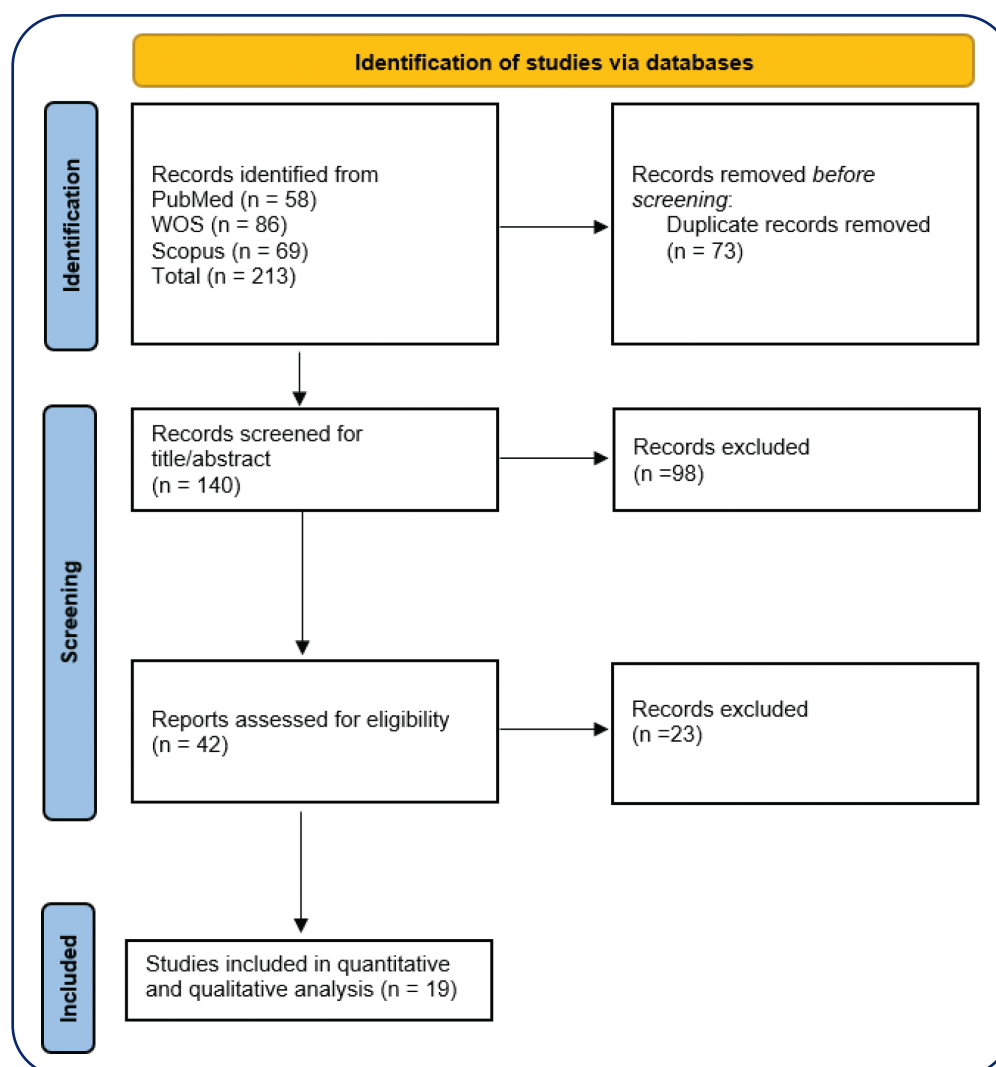 Identification of studies via databases
Identification
Records identified from
PubMed (n = 58)
WOS (n = 86)
Scopus (n = 69)
Total (n = 213)
Records removed before
screening:
Duplicate records removed
(n = 73)
Screening
Records screened for
title/abstract
(n = 140)
Records excluded
(n =98)
Reports assessed for eligibility
(n = 42)
Records excluded
(n =23)
Included
Studies included in quantitative
and qualitative analysis (n = 19)